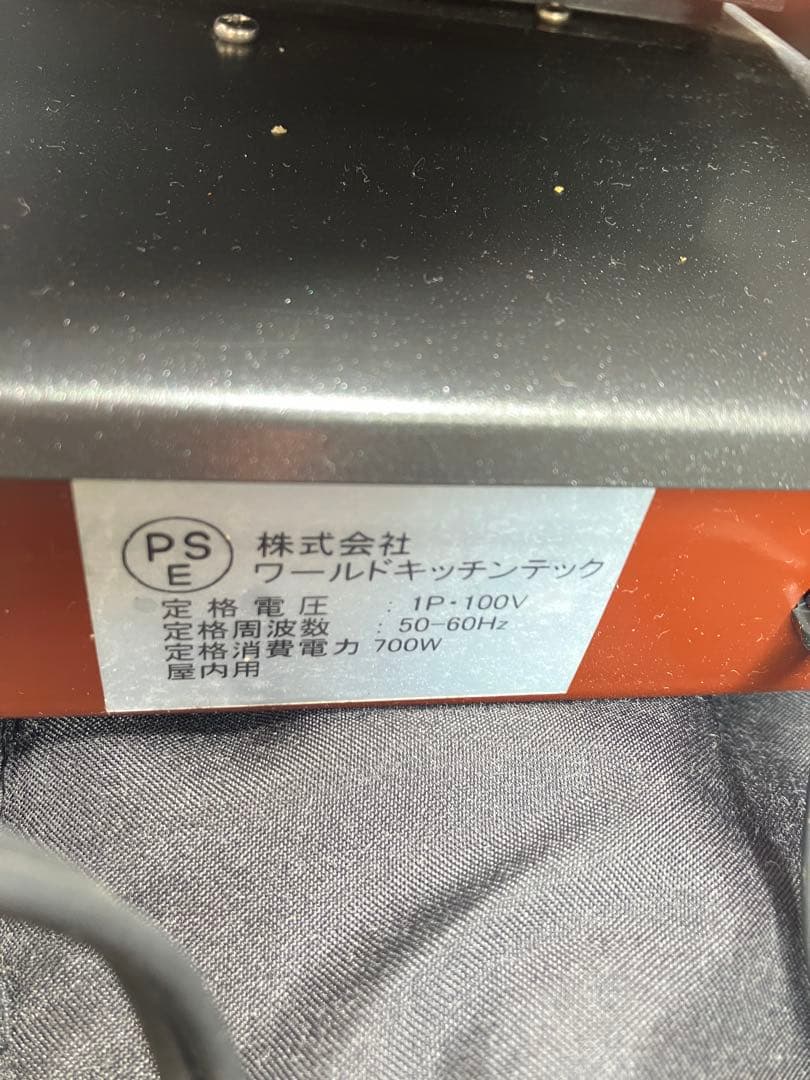 PS
E
株式会社
ワールドキッチンテック
定格電圧 : 1P・100V
定格周波数 : 50-60Hz
定格消費電力 700W
屋内用